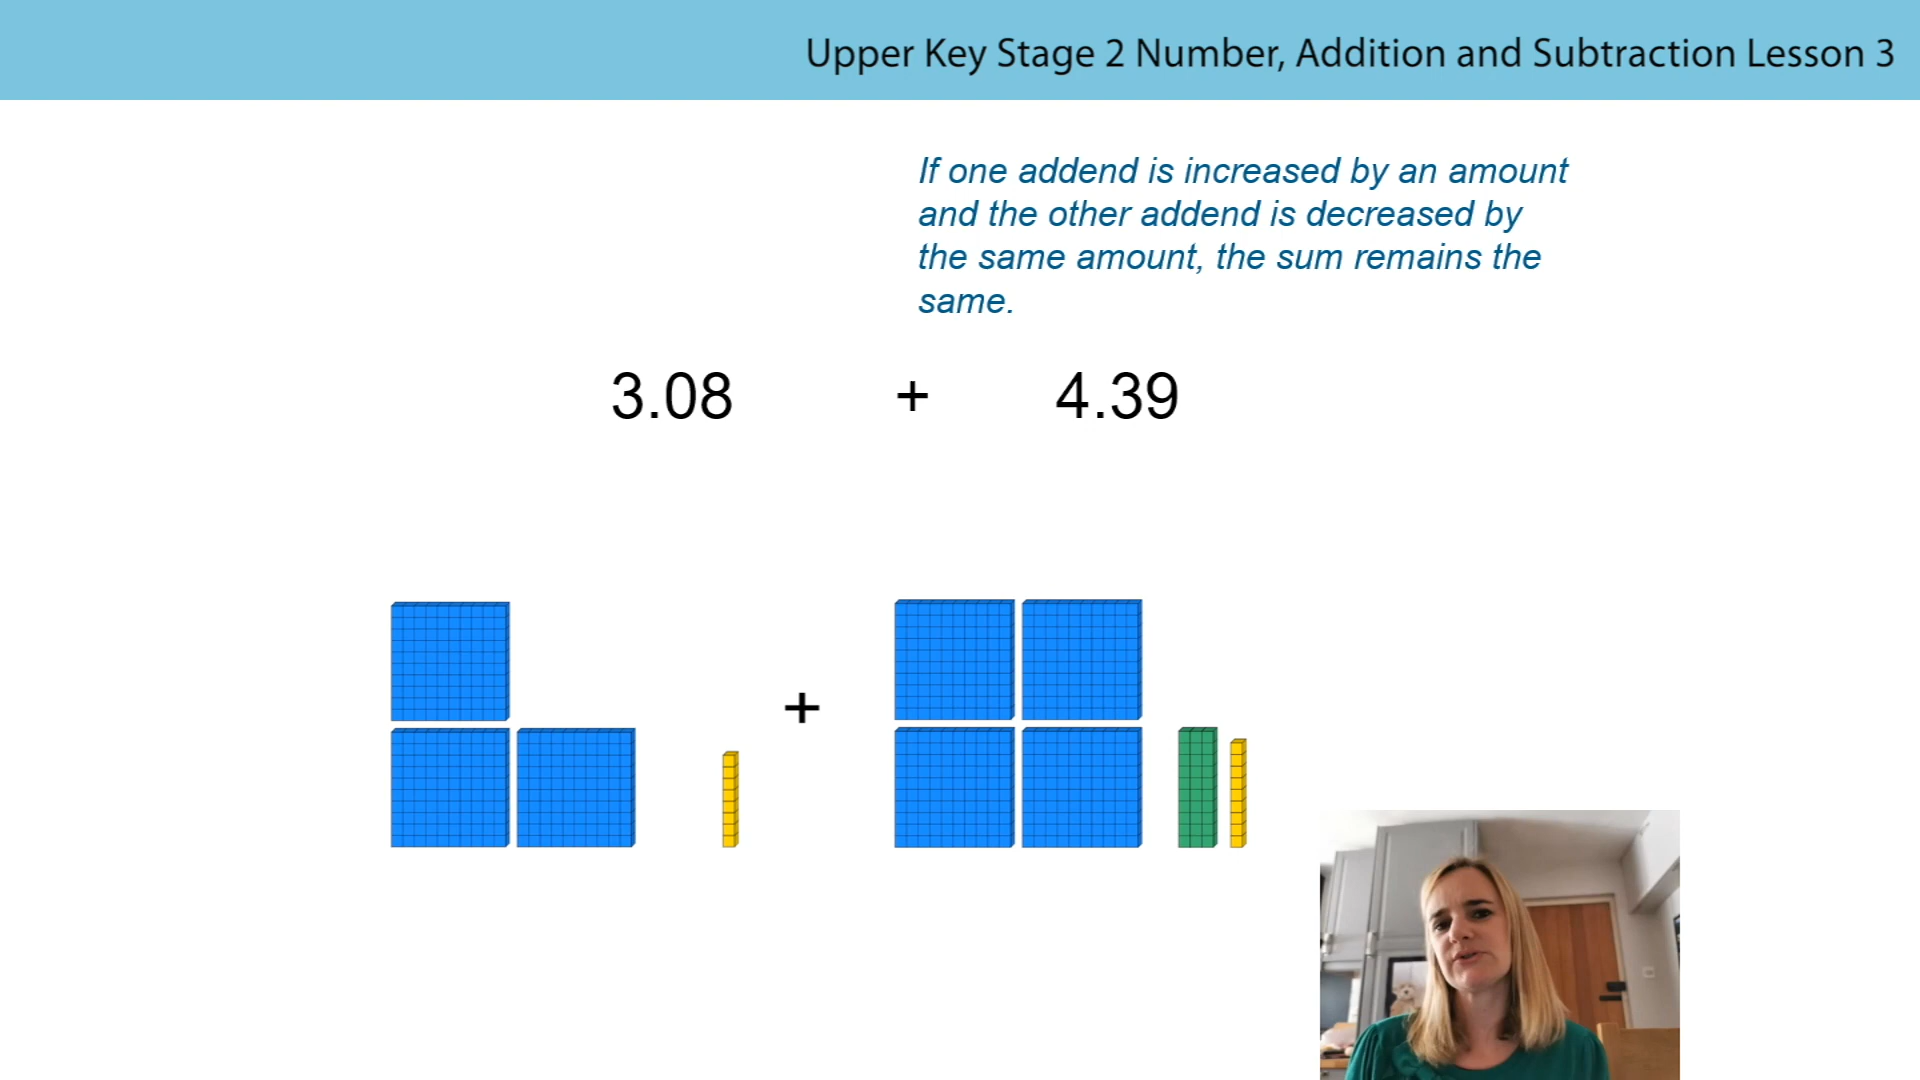 Upper Key Stage 2 Number, Addition and Subtraction Lesson 3
If one addend is increased by an amount
and the other addend is decreased by
the same amount, the sum remains the
same.
3.08 + 4.39
+